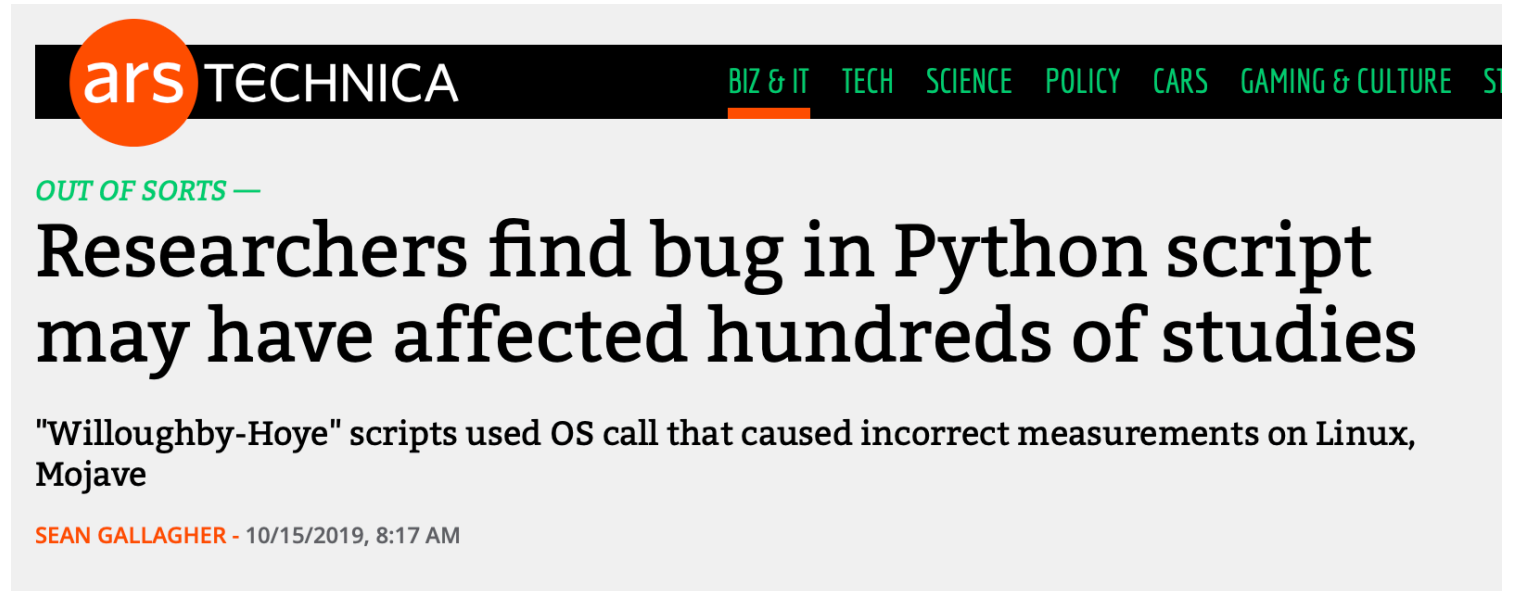 ars TECHNICA
BIZ & IT TECH SCIENCE POLICY CARS GAMING & CULTURE
OUT OF SORTS —
Researchers find bug in Python script
may have affected hundreds of studies
"Willoughby-Hoye" scripts used OS call that caused incorrect measurements on Linux,
Mojave
SEAN GALLAGHER - 10/15/2019, 8:17 AM